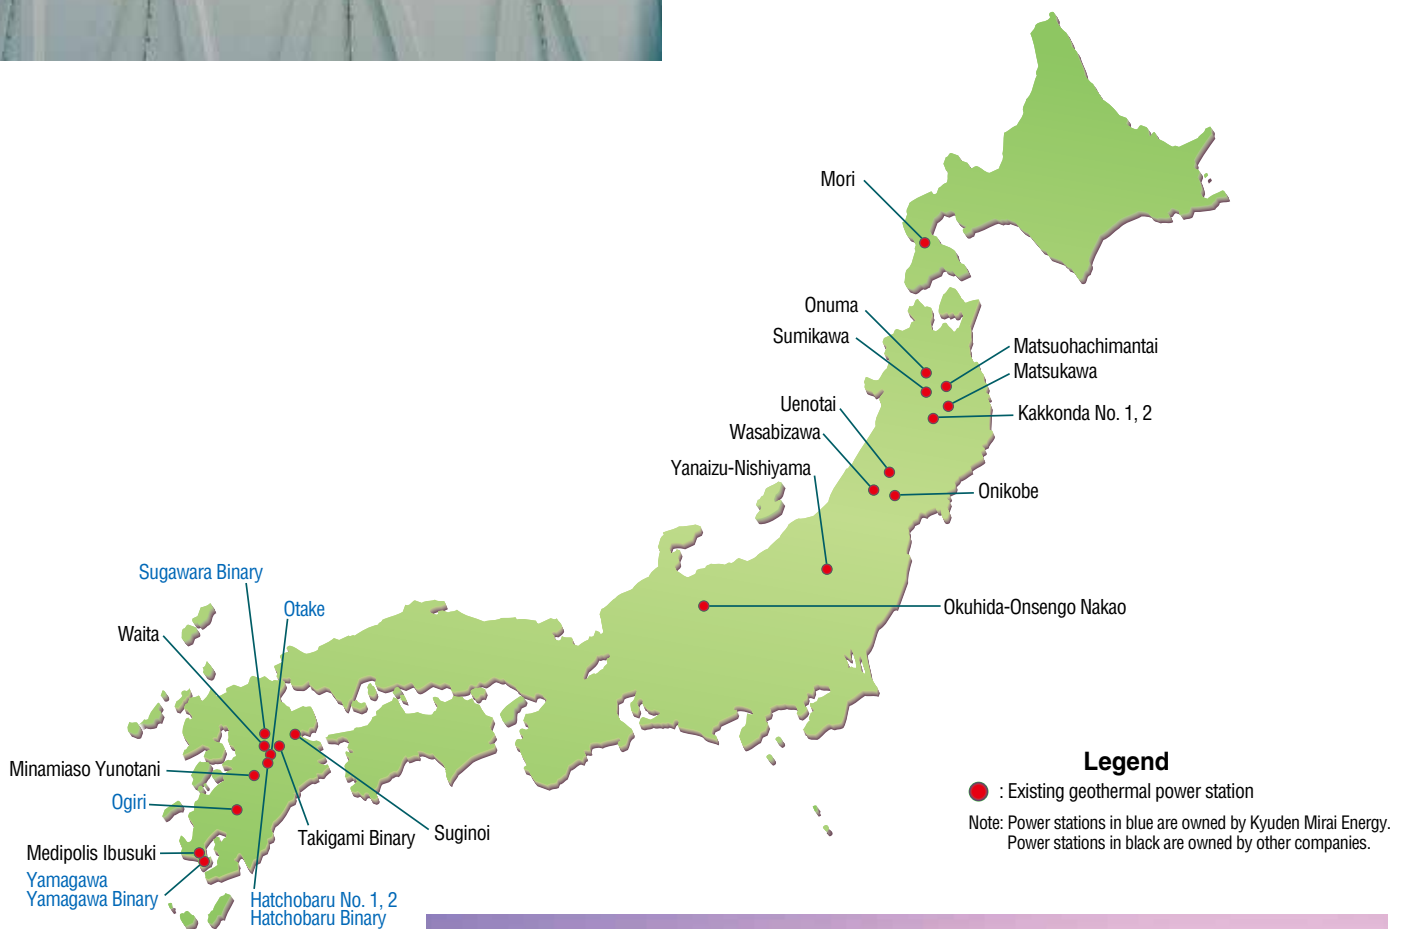 Mori
Onuma
Sumikawa
Matsuohachimantai
Matsukawa
Uenotai
Kakkonda No. 1, 2
Wasabizawa
Yanaizu-Nishiyama
Onikobe
Sugawara Binary
Otake
Okuhida-Onsengo Nakao
Waita
Minamiaso Yunotani
Ogiri
Takigami Binary
Suginoi
Medipolis Ibusuki
Yamagawa
Yamagawa Binary
Hatchobaru No. 1, 2
Hatchobaru Binary
Legend
: Existing geothermal power station
Note: Power stations in blue are owned by Kyuden Mirai Energy.
Power stations in black are owned by other companies.